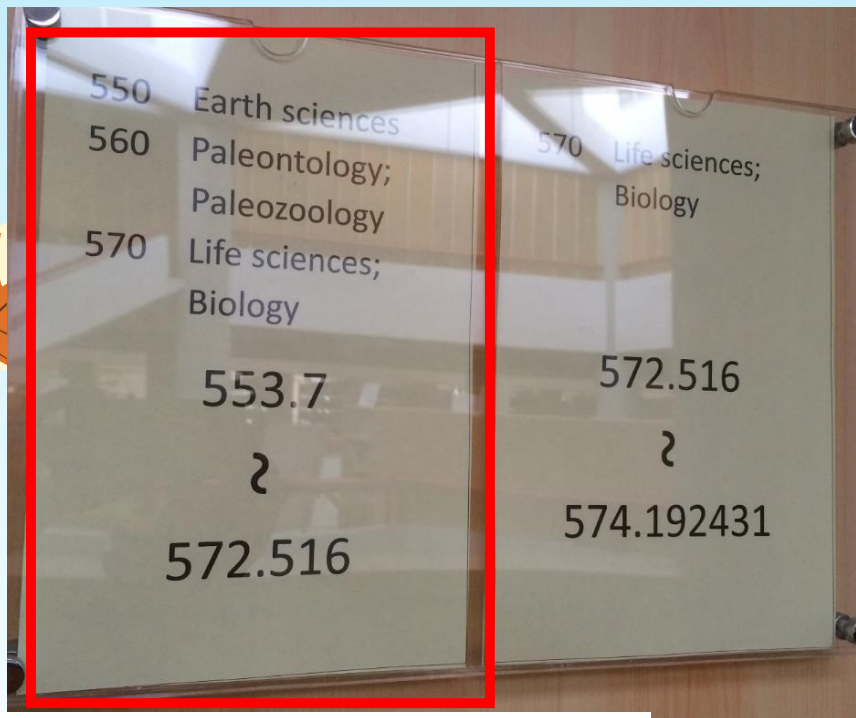 550 Earth sciences
560 Paleontology;
Paleozoology
570 Life sciences;
Biology
553.7
~
572.516
570 Life sciences;
Biology
572.516
~
574.192431